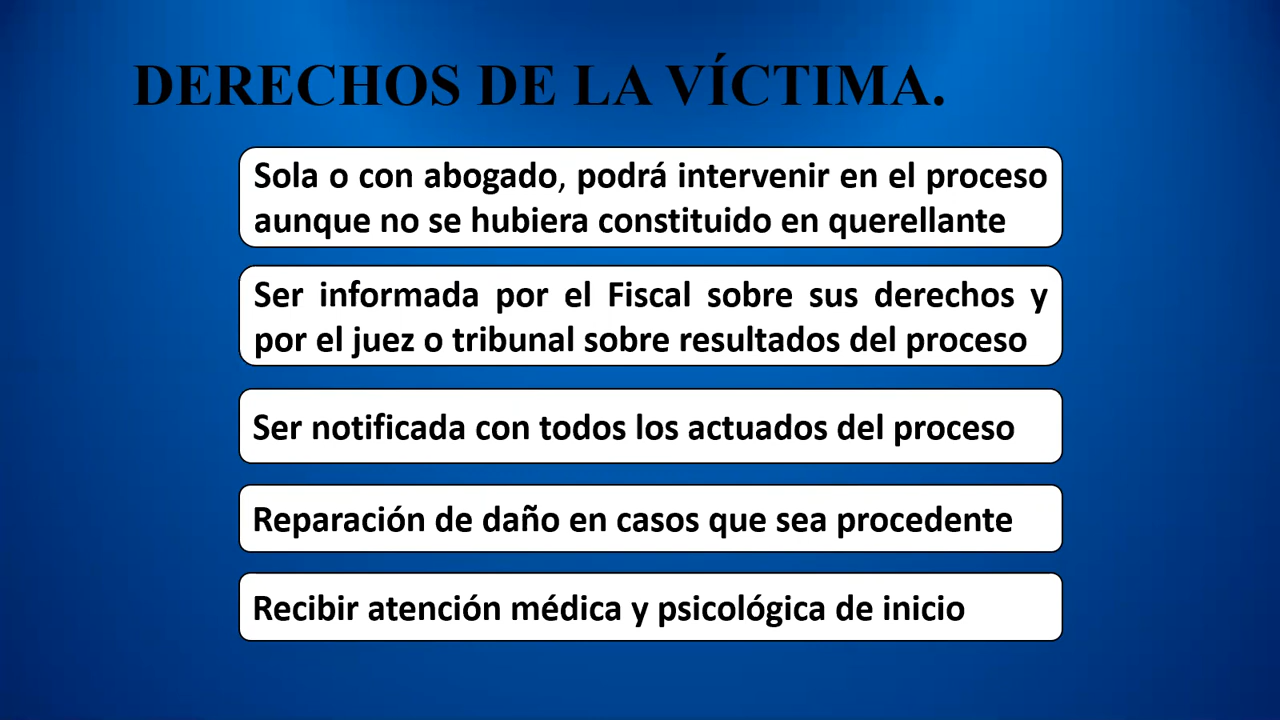 DERECHOS DE LA VÍCTIMA.
Sola o con abogado, podrá intervenir en el proceso
aunque no se hubiera constituido en querellante
Ser informada por el Fiscal sobre sus derechos y
por el juez o tribunal sobre resultados del proceso
Ser notificada con todos los actuados del proceso
Reparación de daño en casos que sea procedente
Recibir atención médica y psicológica de inicio